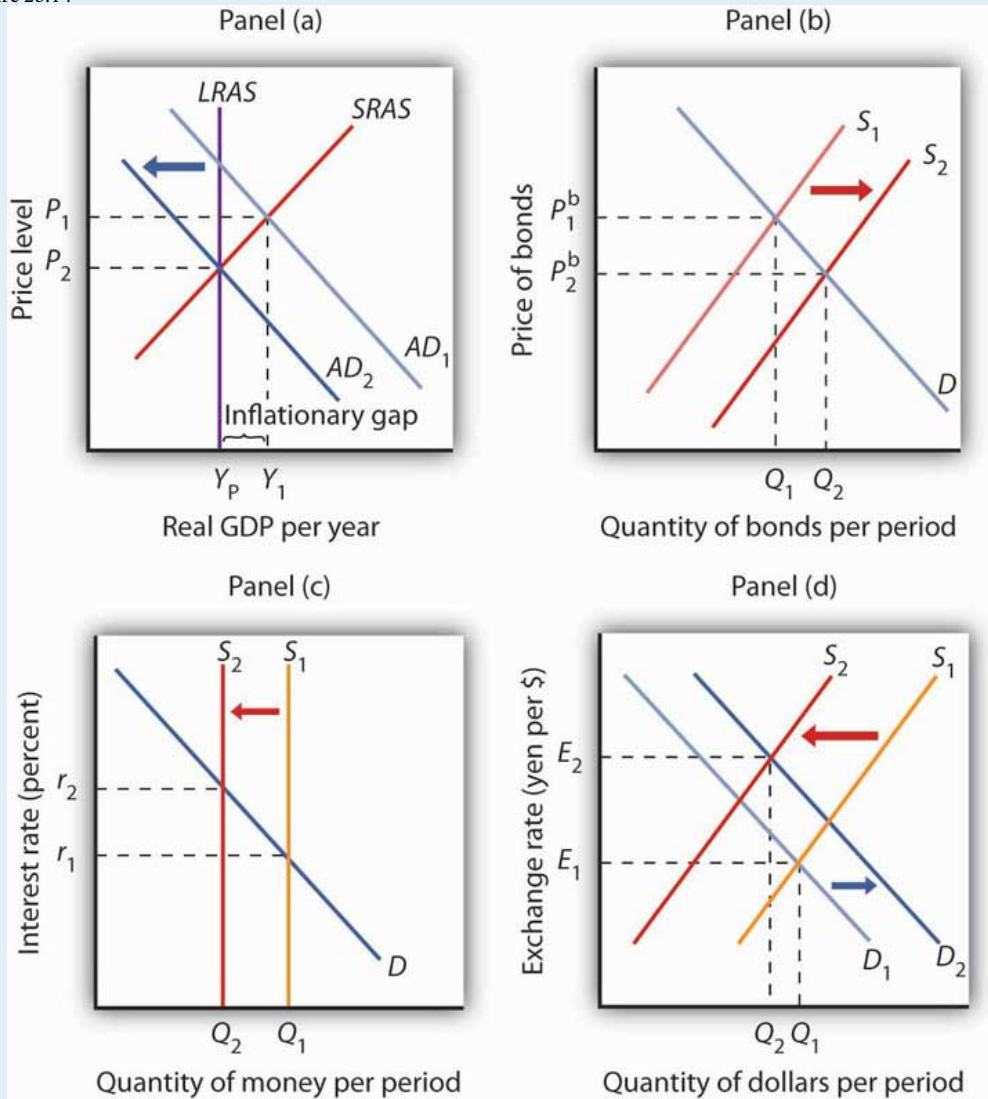 Panel (a)
LRAS
SRAS
Price level
P1
P2
AD1
AD2
Inflationary gap
YP Y1
Real GDP per year
Panel (b)
S1
S2
Price of bonds
Pb1
Pb2
D
Q1 Q2
Quantity of bonds per period
Panel (c)
S2 S1
Interest rate (percent)
r2
r1
D
Q2 Q1
Quantity of money per period
Panel (d)
S2 S1
Exchange rate (yen per $)
E2
E1
D1 D2
Q2 Q1
Quantity of dollars per period